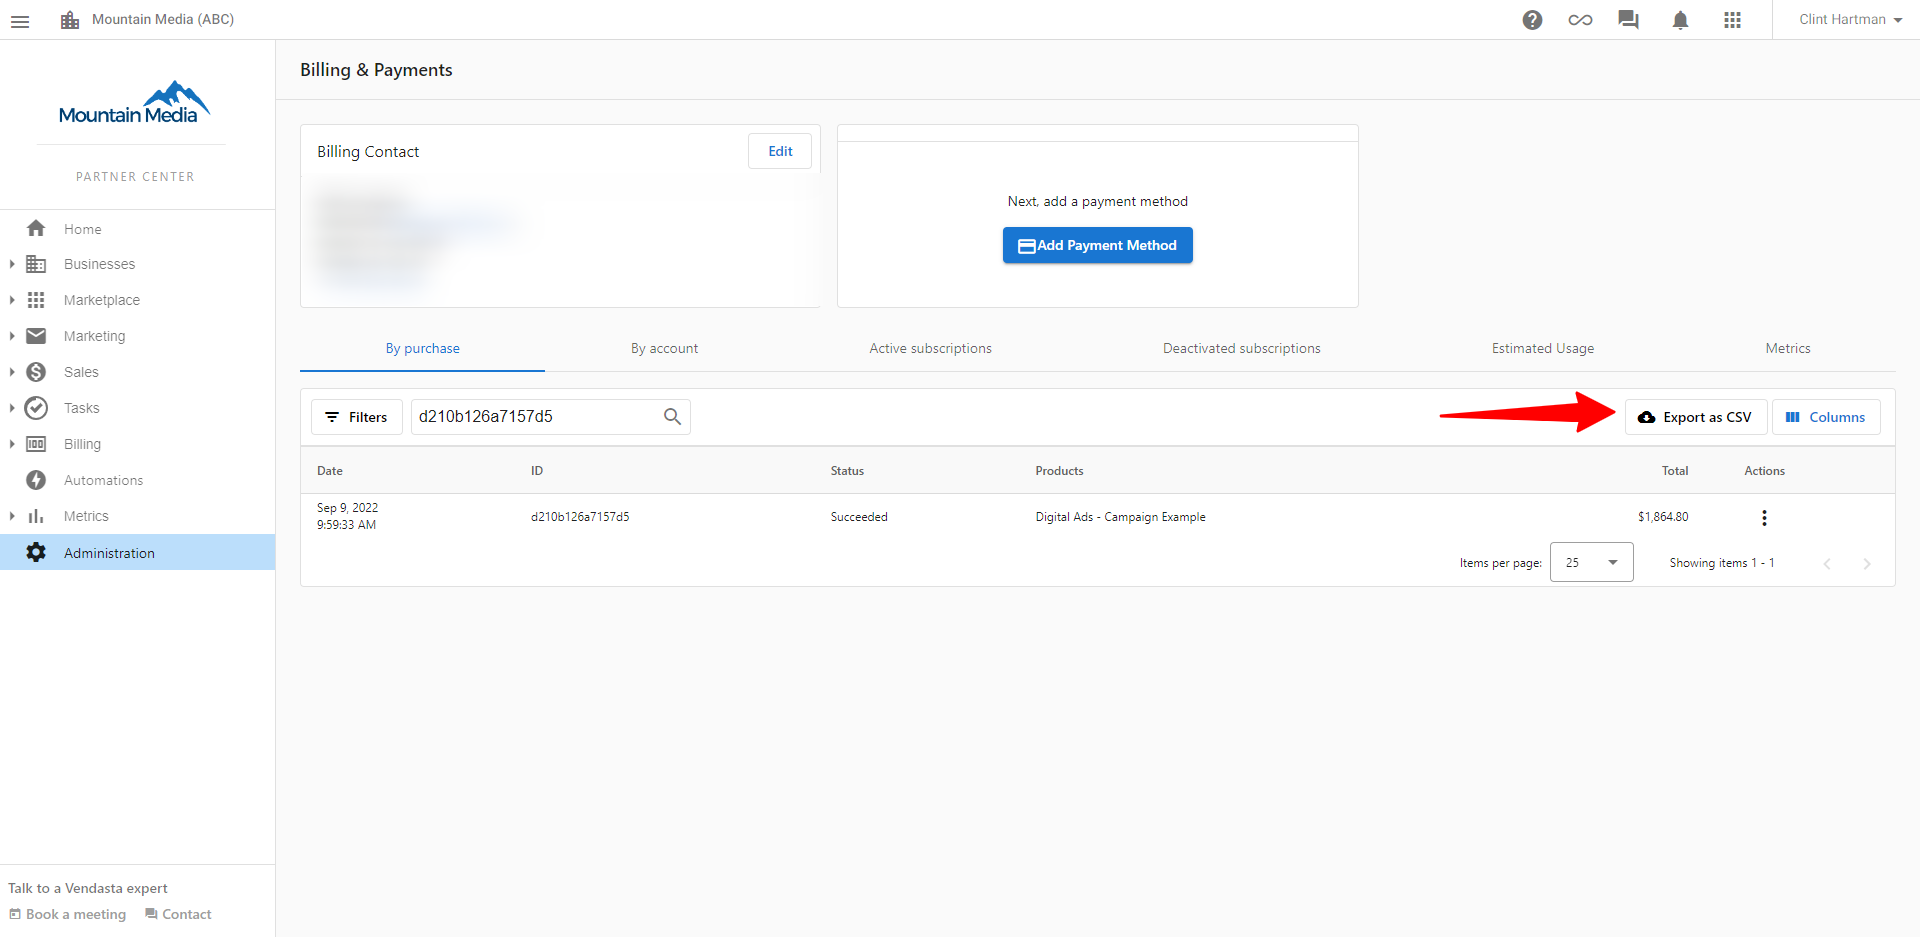 Mountain Media (ABC)
Clint Hartman
Mountain Media
PARTNER CENTER
Home
Businesses
Marketplace
Marketing
Sales
Tasks
Billing
Automations
Metrics
Administration
Talk to a Vendasta expert
Book a meeting
Contact
Billing & Payments
Billing Contact
Edit
Next, add a payment method
Add Payment Method
By purchase
By account
Active subscriptions
Deactivated subscriptions
Estimated Usage
Metrics
Filters
d210b126a7157d5
Export as CSV
Columns
Date ID Status Products Total Actions
Sep 9, 2022
9:59:33 AM
d210b126a7157d5 Succeeded Digital Ads - Campaign Example $1,864.80
Items per page: 25 Showing items 1 - 1